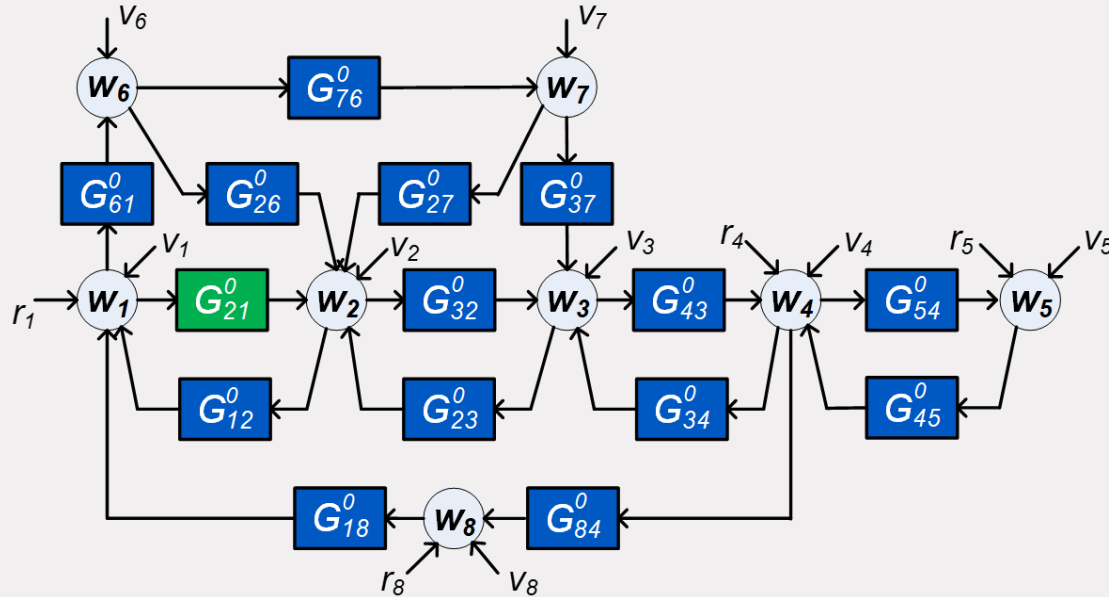 v6 v7
w6 G⁰76 w7
G⁰61 G⁰26 G⁰27 G⁰37
v1 v2 v3 r4 v4 r5 v5
r1 w1 G⁰21 w2 G⁰32 w3 G⁰43 w4 G⁰54 w5
G⁰12 G⁰23 G⁰34 G⁰45
G⁰18 w8 G⁰84
r8 v8